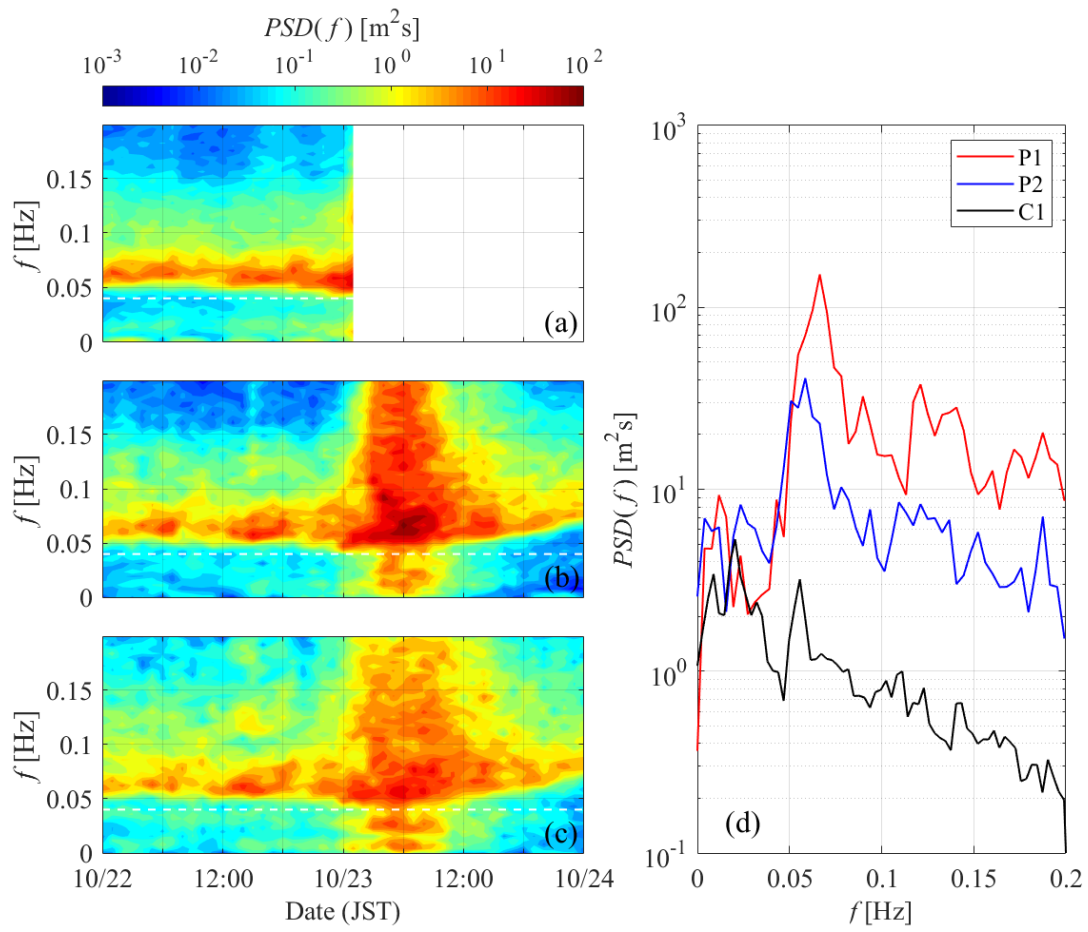 PSD(f) [m²s]
10⁻³ 10⁻² 10⁻¹ 10⁰ 10¹ 10²
0.15
0.1
0.05
0
f [Hz]
(a)
0.15
0.1
0.05
0
f [Hz]
(b)
0.15
0.1
0.05
0
f [Hz]
(c)
10/22 12:00 10/23 12:00 10/24
Date (JST)
10³
10²
10¹
10⁰
10⁻¹
PSD(f) [m²s]
P1
P2
C1
(d)
0 0.05 0.1 0.15 0.2
f [Hz]